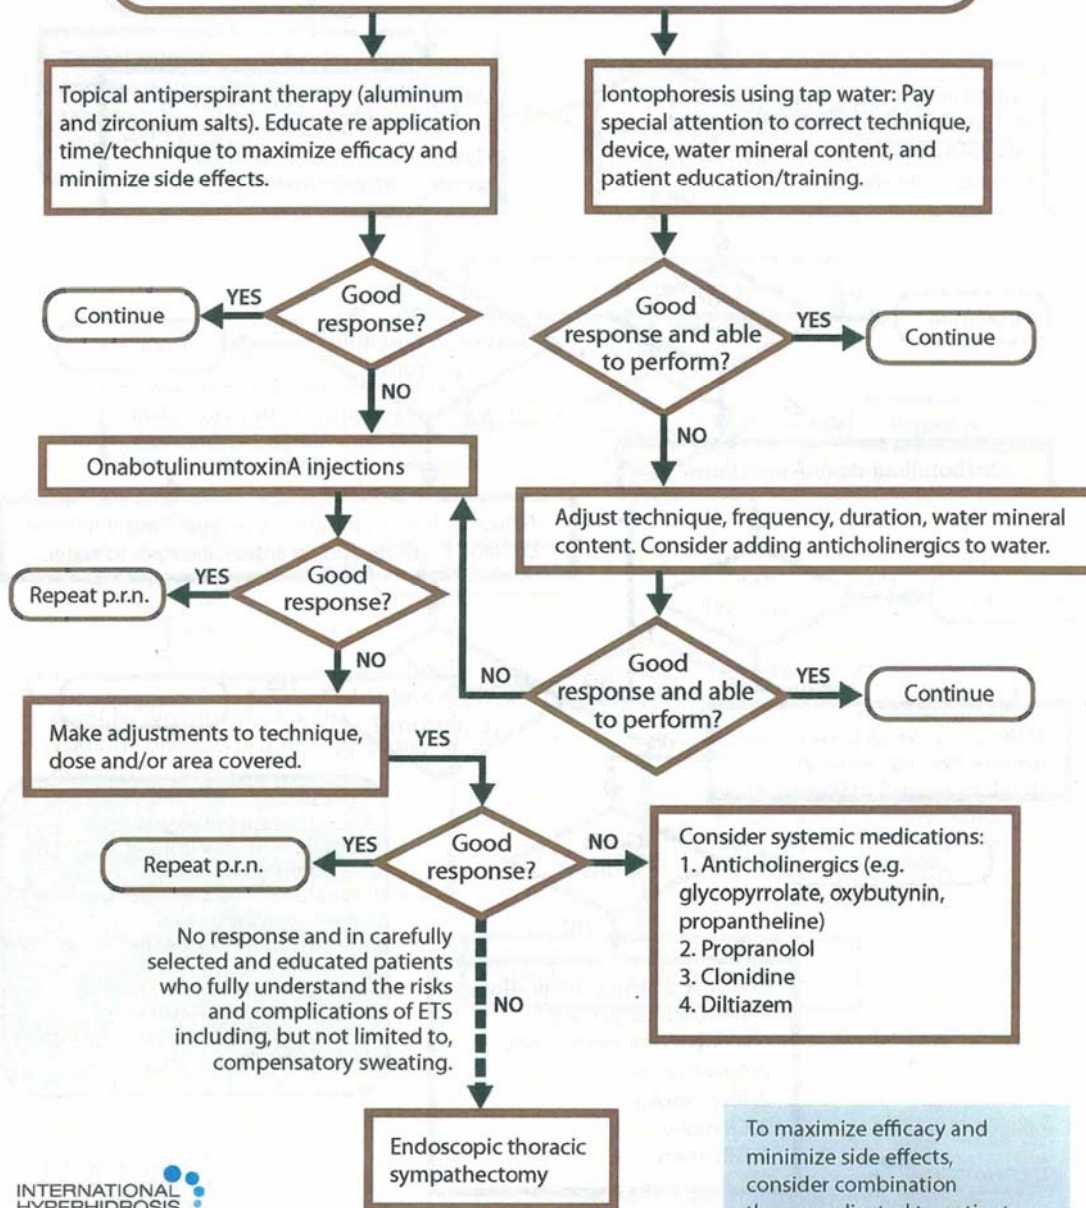 Topical antiperspirant therapy (aluminum
and zirconium salts). Educate re application
time/technique to maximize efficacy and
minimize side effects.
Iontophoresis using tap water: Pay
special attention to correct technique,
device, water mineral content, and
patient education/training.
Good
response?
YES
Continue
NO
Good
response and able
to perform?
YES
Continue
NO
OnabotulinumtoxinA injections
Adjust technique, frequency, duration, water mineral
content. Consider adding anticholinergics to water.
Good
response?
YES
Repeat p.r.n.
NO
Good
response and able
to perform?
NO
YES
Continue
Make adjustments to technique,
dose and/or area covered.
YES
Good
response?
YES
Repeat p.r.n.
NO
Consider systemic medications:
1. Anticholinergics (e.g.
glycopyrrolate, oxybutynin,
propantheline)
2. Propranolol
3. Clonidine
4. Diltiazem
No response and in carefully
selected and educated patients
who fully understand the risks
and complications of ETS
including, but not limited to,
compensatory sweating.
NO
Endoscopic thoracic
sympathectomy
To maximize efficacy and
minimize side effects,
consider combination
INTERNATIONAL
HYPERHIDROSIS